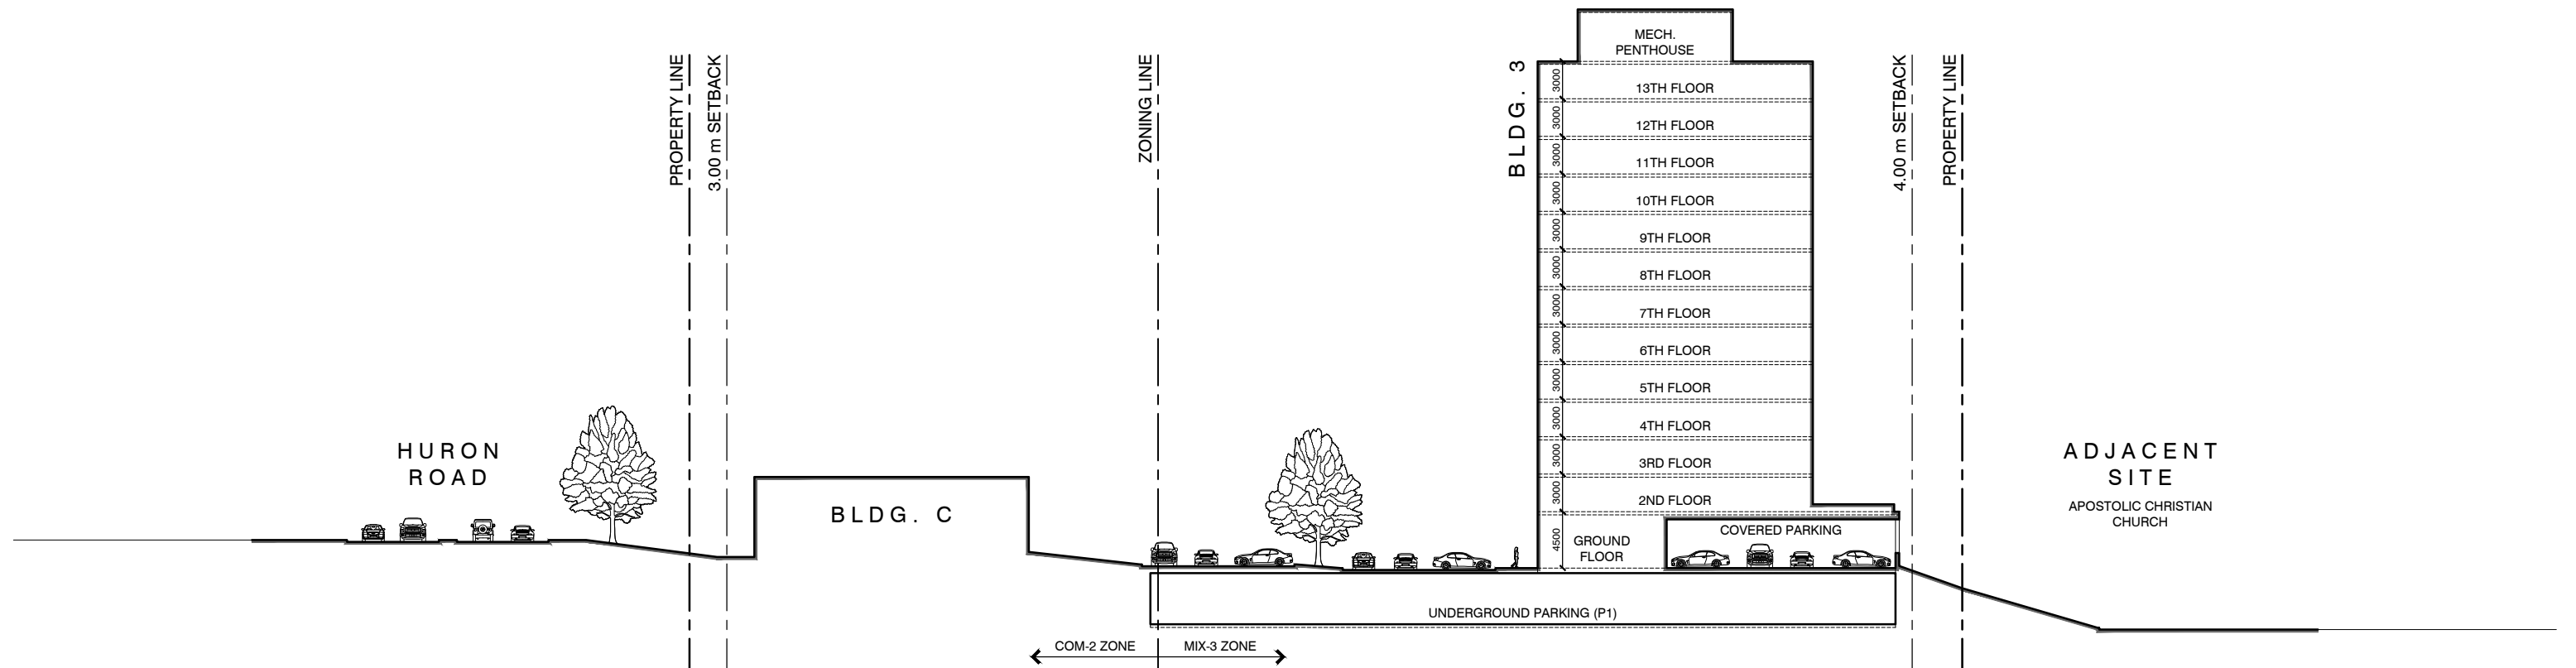 MECH.
PENTHOUSE
PROPERTY LINE
3.00 m SETBACK
ZONING LINE
BLDG. 3
4.00 m SETBACK
PROPERTY LINE
3000
13TH FLOOR
3000
12TH FLOOR
3000
11TH FLOOR
3000
10TH FLOOR
3000
9TH FLOOR
3000
8TH FLOOR
3000
7TH FLOOR
3000
6TH FLOOR
3000
5TH FLOOR
3000
4TH FLOOR
3000
3RD FLOOR
3000
2ND FLOOR
4500
GROUND
FLOOR
COVERED PARKING
HURON
ROAD
BLDG. C
ADJACENT
SITE
APOSTOLIC CHRISTIAN
CHURCH
UNDERGROUND PARKING (P1)
COM-2 ZONE
MIX-3 ZONE